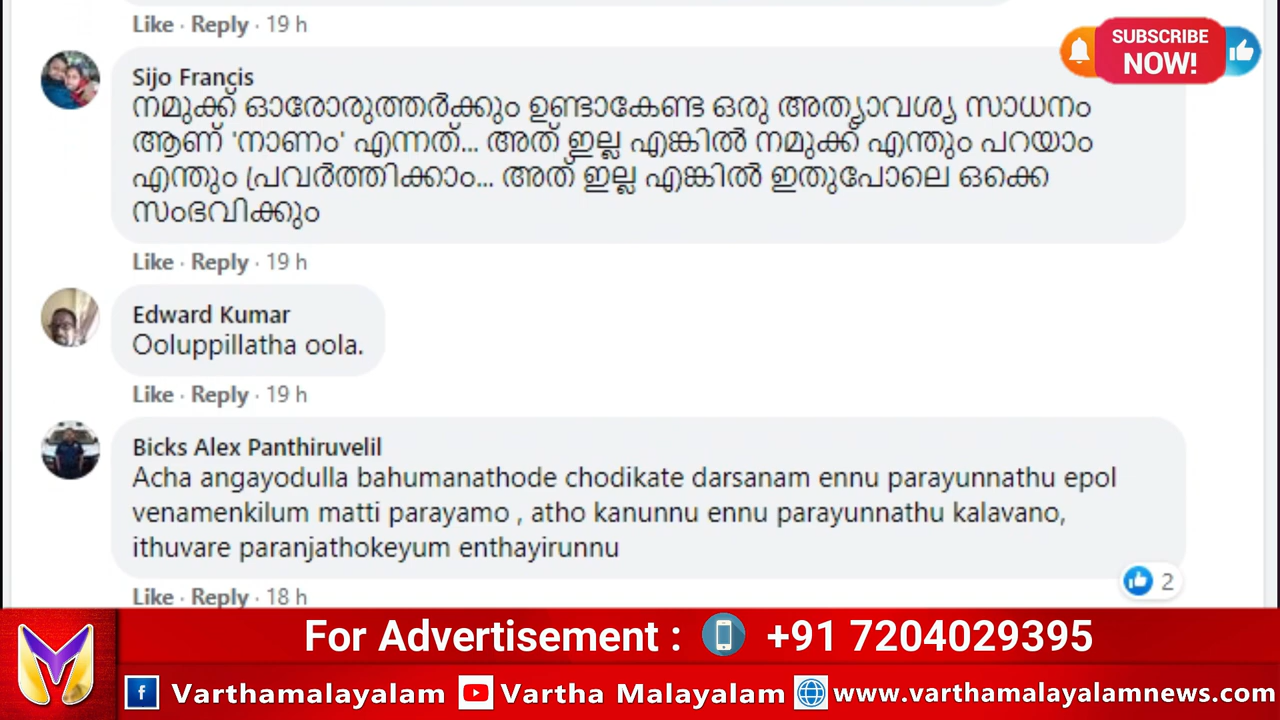 Like · Reply · 19 h
SUBSCRIBE
NOW!
Sijo Francis
നമുക്ക് ഓരോരുത്തർക്കും ഉണ്ടാകേണ്ട ഒരു അത്യാവശ്യ സാധനം
ആണ് 'നാണം' എന്നത്... അത് ഇല്ല എങ്കിൽ നമുക്ക് എന്തും പറയാം
എന്തും പ്രവർത്തിക്കാം... അത് ഇല്ല എങ്കിൽ ഇതുപോലെ ഒക്കെ
സംഭവിക്കും
Like · Reply · 19 h
Edward Kumar
Ooluppillatha oola.
Like · Reply · 19 h
Bicks Alex Panthiruvelil
Acha angayodulla bahumanathode chodikate darsanam ennu parayunnathu epol
venamenkilum matti parayamo , atho kanunnu ennu parayunnathu kalavano,
ithuvare paranjathokeyum enthayirunnu
2
Like · Reply · 18 h
For Advertisement : +91 7204029395
Varthamalayalam Vartha Malayalam www.varthamalayalamnews.com